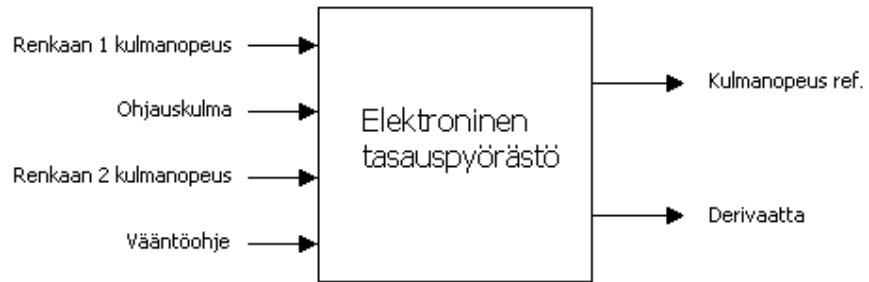 Renkaan 1 kulmanopeus
Ohjauskulma
Renkaan 2 kulmanopeus
Vääntöohje
Elektroninen
tasauspyörästö
Kulmanopeus ref.
Derivaatta